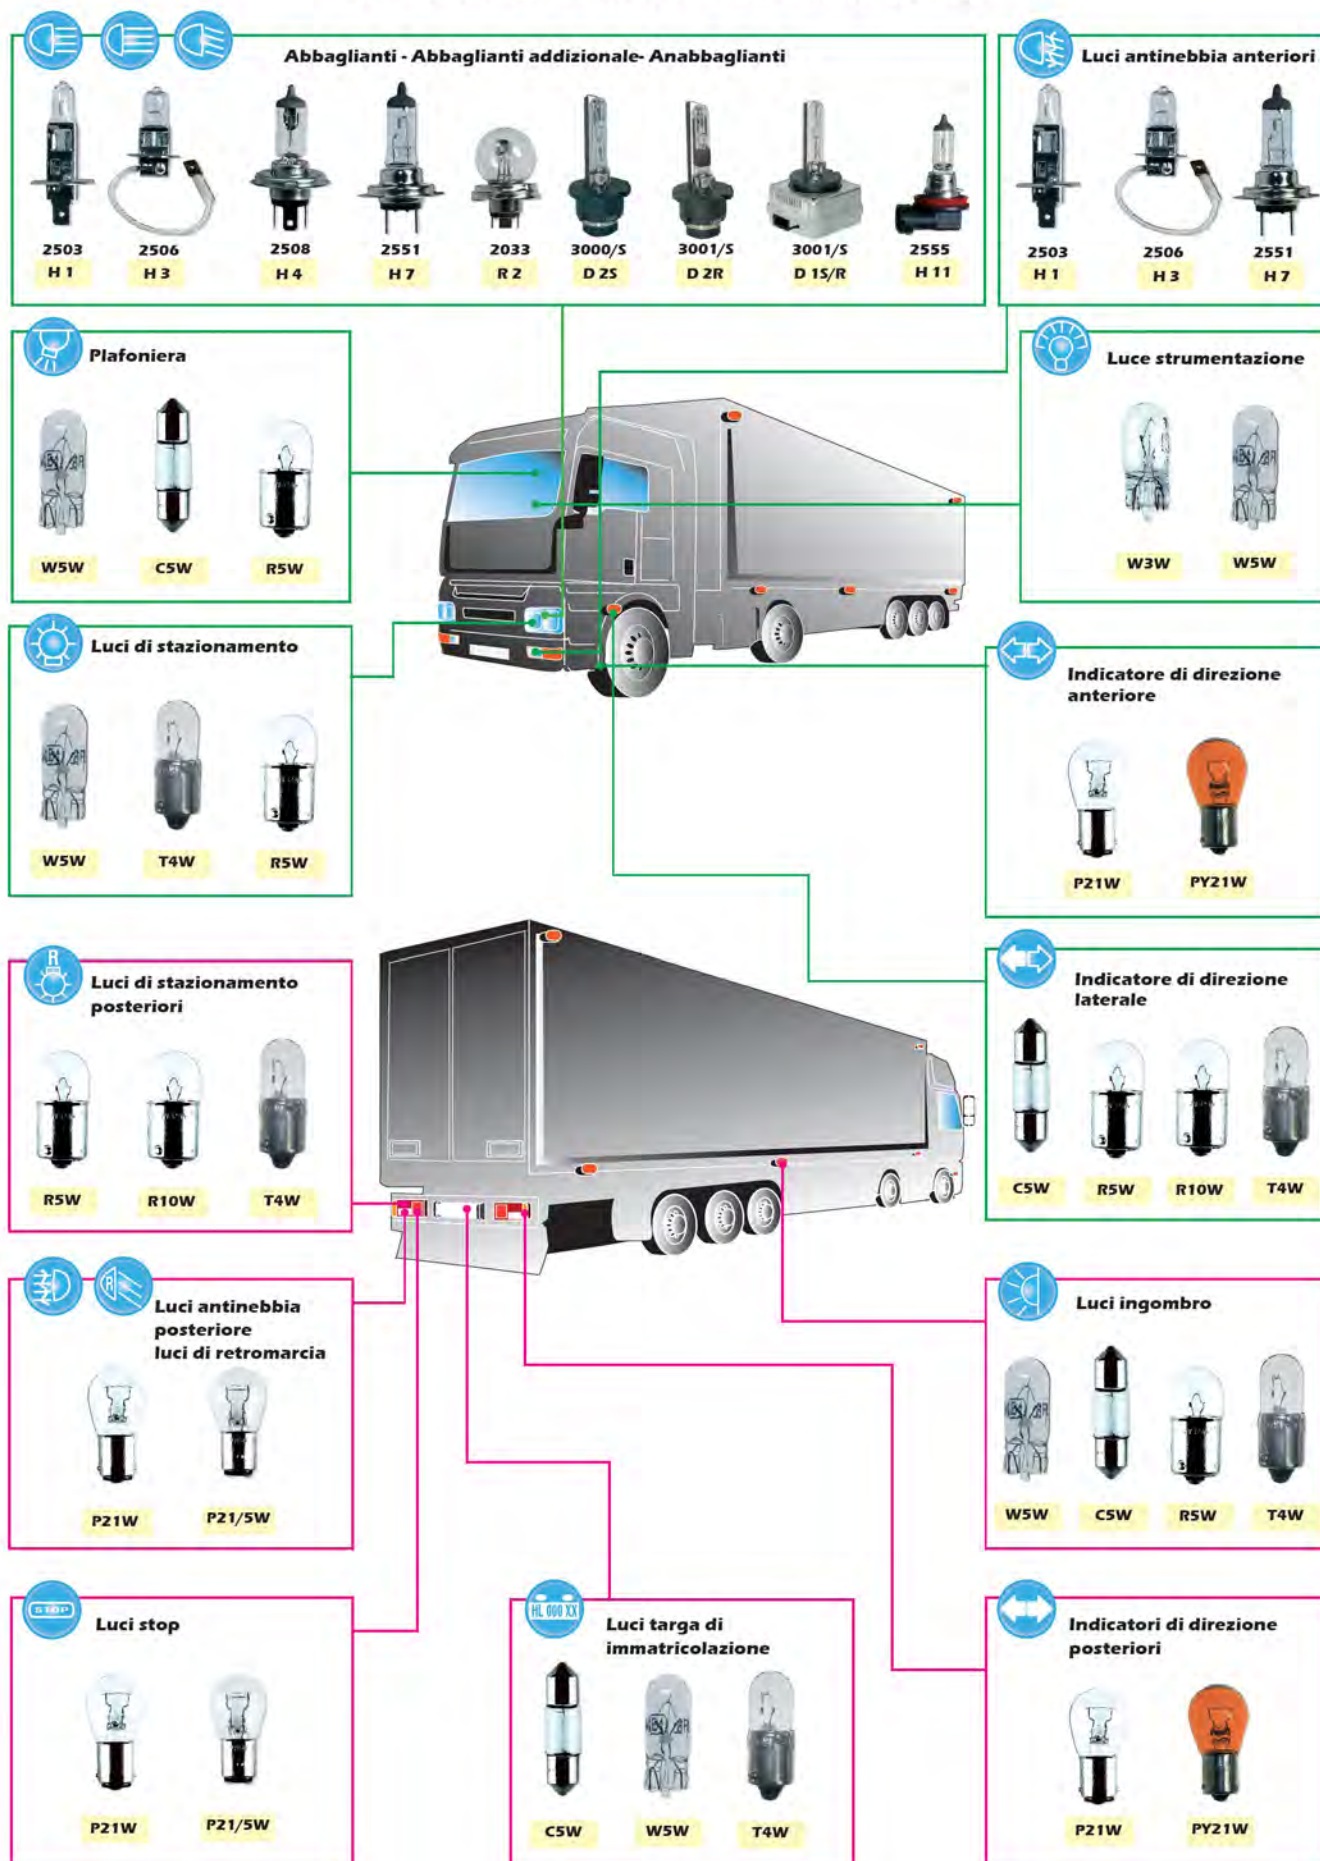 Abbaglianti - Abbaglianti addizionale- Anabbaglianti
2503 2506 2508 2551 2033 3000/S 3001/S 3001/S 2555
H 1 H 3 H 4 H 7 R 2 D 2S D 2R D 1S/R H 11
Luci antinebbia anteriori
2503 2506 2551
H 1 H 3 H 7
Plafoniera
W5W C5W R5W
Luce strumentazione
W3W W5W
Luci di stazionamento
W5W T4W R5W
Indicatore di direzione
anteriore
P21W PY21W
R
Luci di stazionamento
posteriori
R5W R10W T4W
Indicatore di direzione
laterale
C5W R5W R10W T4W
R
Luci antinebbia
posteriore
luci di retromarcia
P21W P21/5W
Luci ingombro
W5W C5W R5W T4W
STOP
Luci stop
P21W P21/5W
HL 000 XX
Luci targa di
immatricolazione
C5W W5W T4W
Indicatori di direzione
posteriori
P21W PY21W